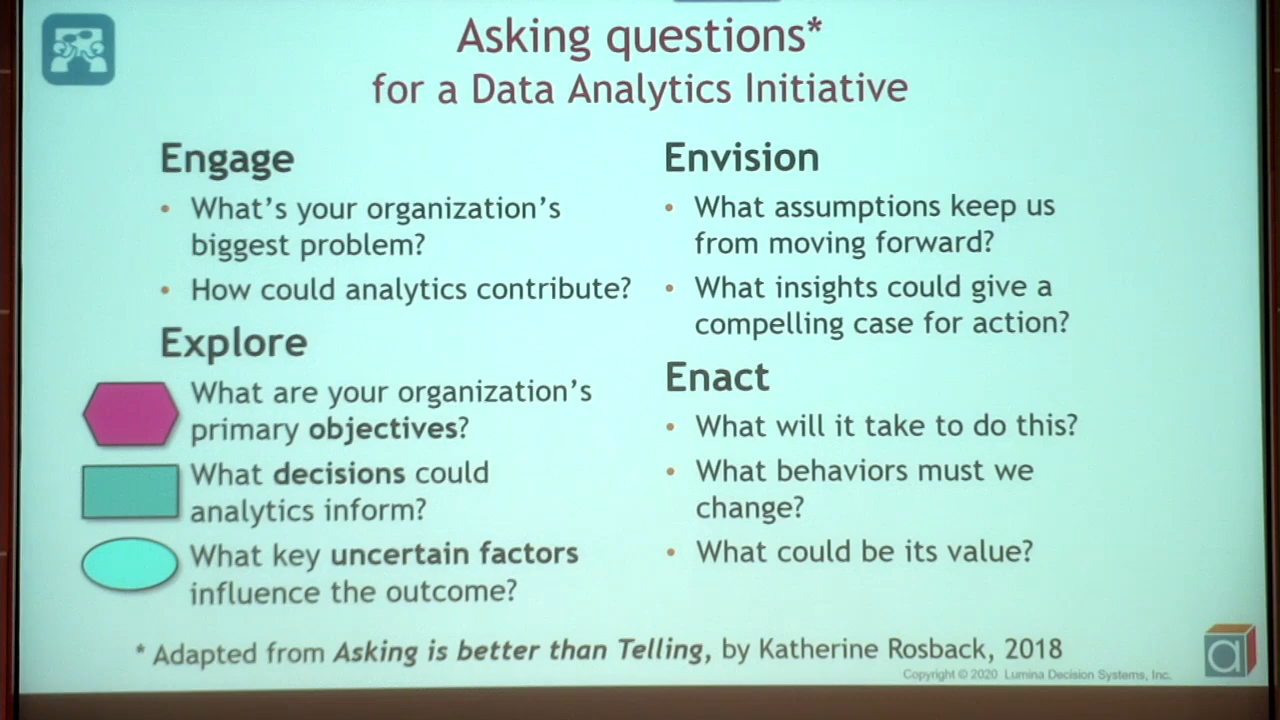 Asking questions*
for a Data Analytics Initiative
Engage
• What's your organization's
biggest problem?
• How could analytics contribute?
Explore
What are your organization's
primary objectives?
What decisions could
analytics inform?
What key uncertain factors
influence the outcome?
Envision
• What assumptions keep us
from moving forward?
• What insights could give a
compelling case for action?
Enact
• What will it take to do this?
• What behaviors must we
change?
• What could be its value?
* Adapted from Asking is better than Telling, by Katherine Rosback, 2018
Copyright © 2020 Lumina Decision Systems, Inc.
a